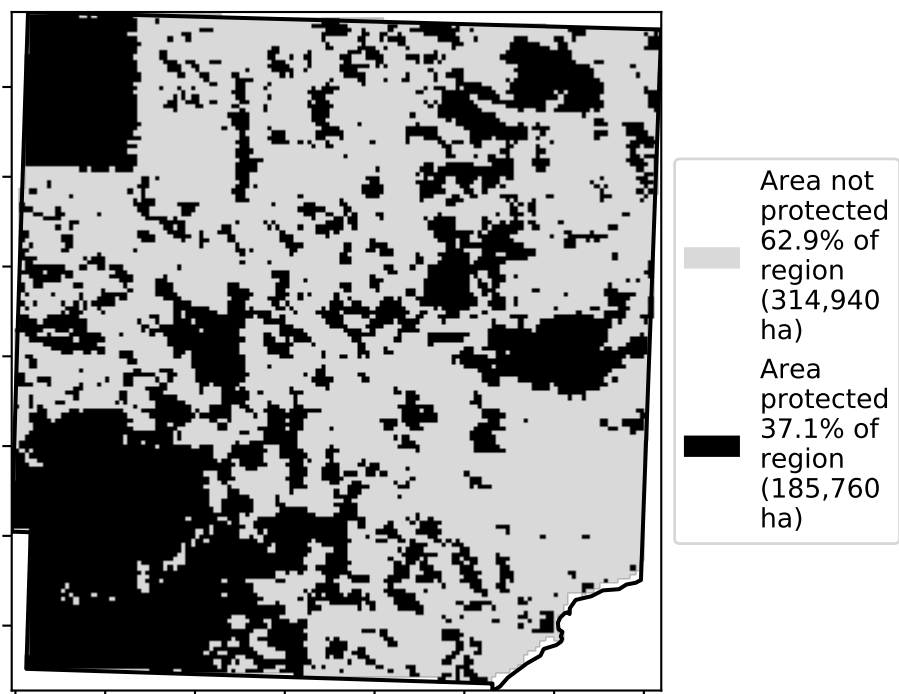 Area not
protected
62.9% of
region
(314,940
ha)
Area
protected
37.1% of
region
(185,760
ha)